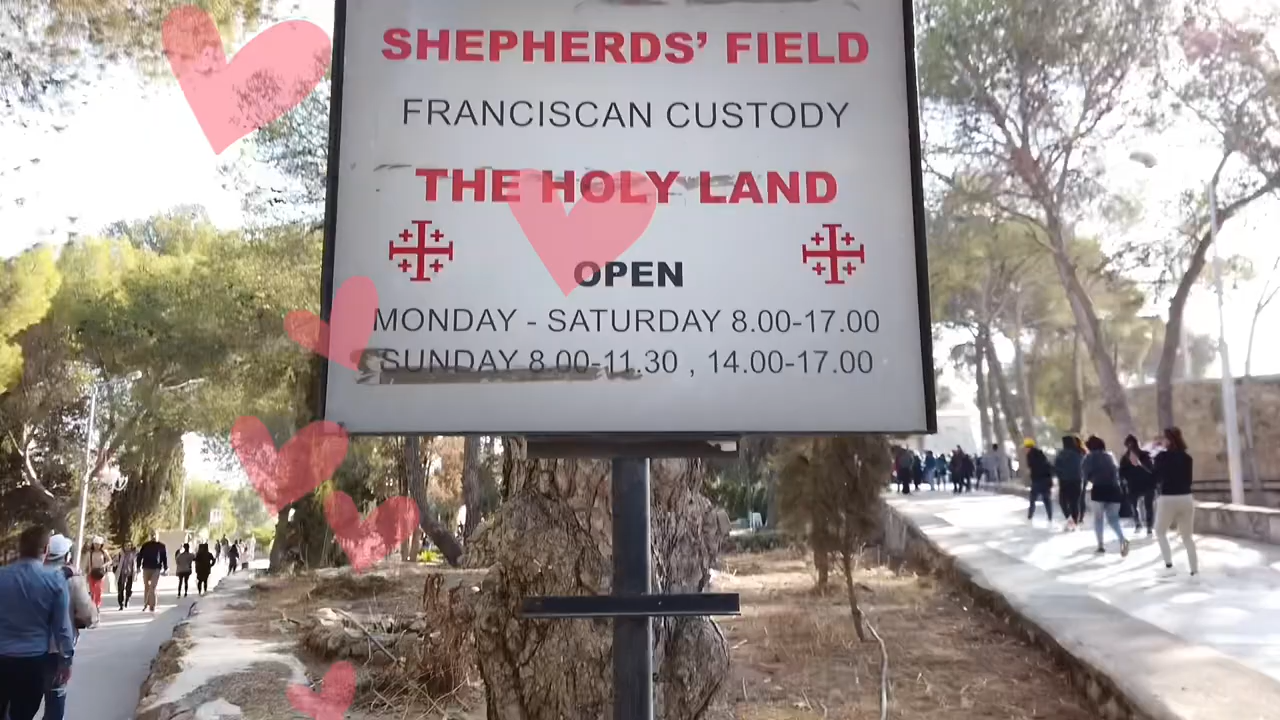 SHEPHERDS’ FIELD
FRANCISCAN CUSTODY
THE HOLY LAND
OPEN
MONDAY - SATURDAY 8.00-17.00
SUNDAY 8.00-11.30 , 14.00-17.00